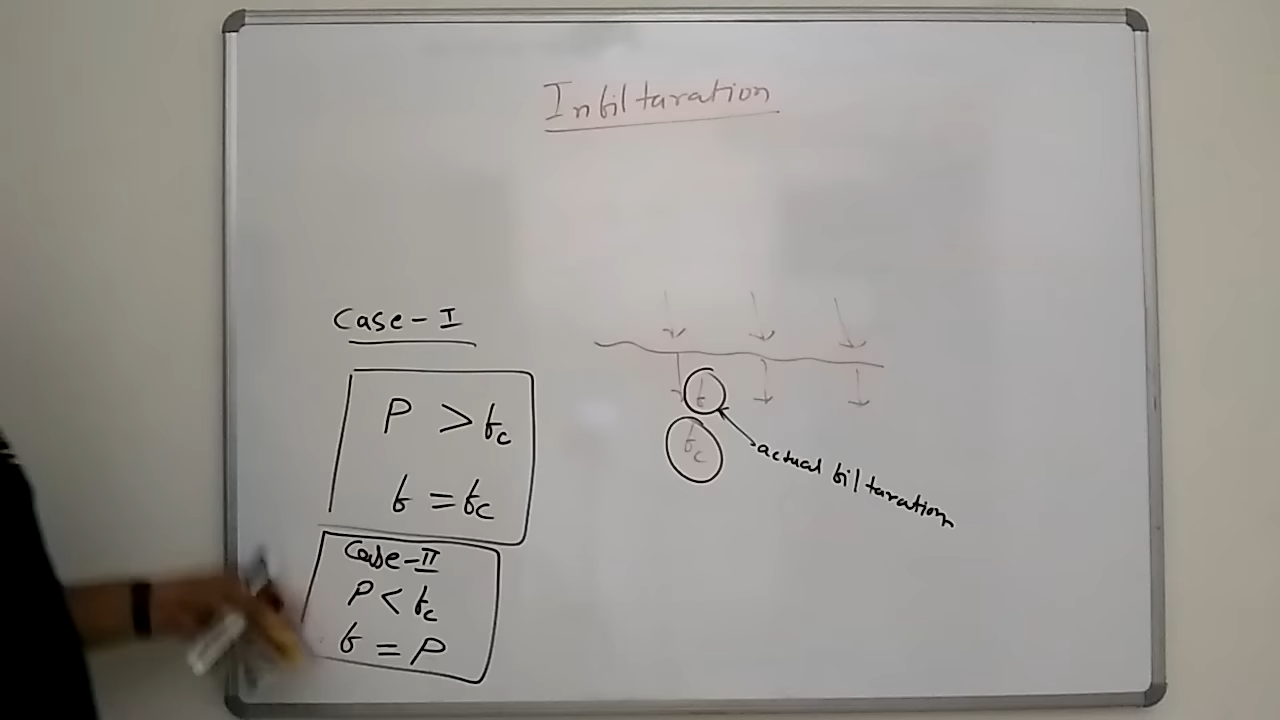 Infiltaration
Case-I
P > fc
f = fc
Case-II
P < fc
f = P
f
fc
actual filtaration